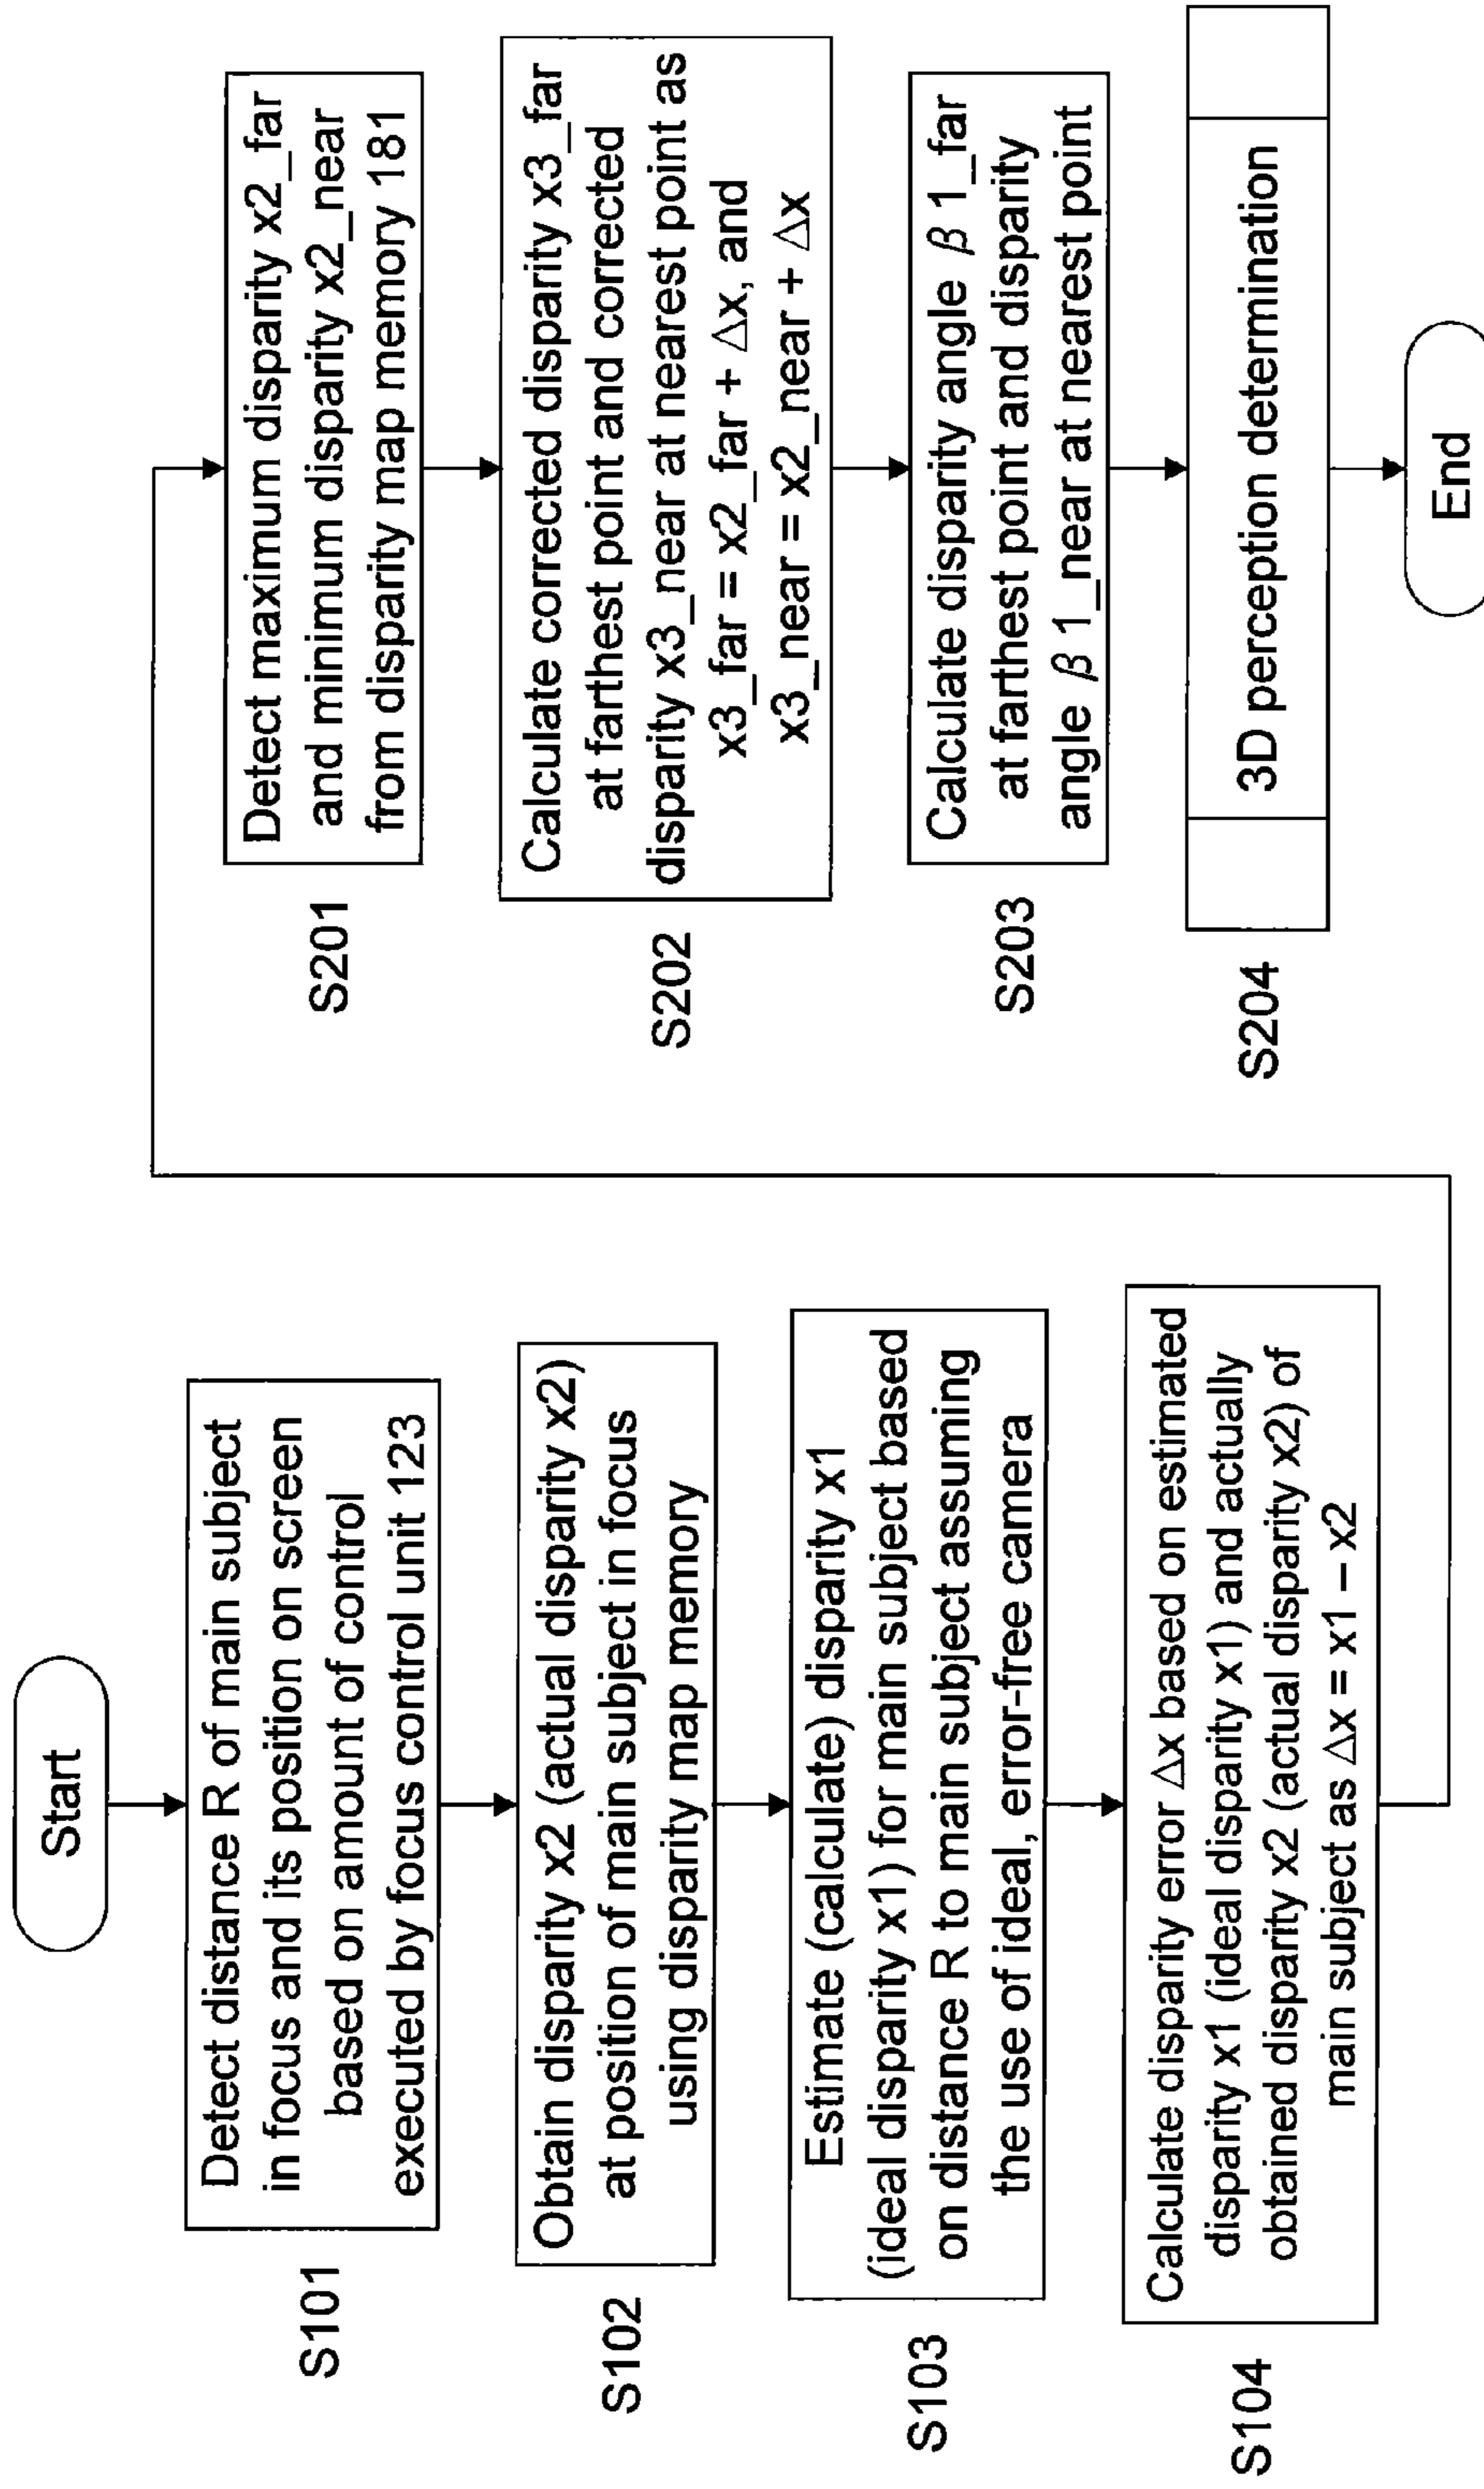 Start
S101
Detect distance R of main subject
in focus and its position on screen
based on amount of control
executed by focus control unit 123
S102
Obtain disparity x2 (actual disparity x2)
at position of main subject in focus
using disparity map memory
S103
Estimate (calculate) disparity x1
(ideal disparity x1) for main subject based
on distance R to main subject assuming
the use of ideal, error-free camera
S104
Calculate disparity error △x based on estimated
disparity x1 (ideal disparity x1) and actually
obtained disparity x2 (actual disparity x2) of
main subject as △x = x1 – x2
S201
Detect maximum disparity x2_far
and minimum disparity x2_near
from disparity map memory 181
S202
Calculate corrected disparity x3_far
at farthest point and corrected
disparity x3_near at nearest point as
x3_far = x2_far + △x, and
x3_near = x2_near + △x
S203
Calculate disparity angle β 1_far
at farthest point and disparity
angle β 1_near at nearest point
S204
3D perception determination
End